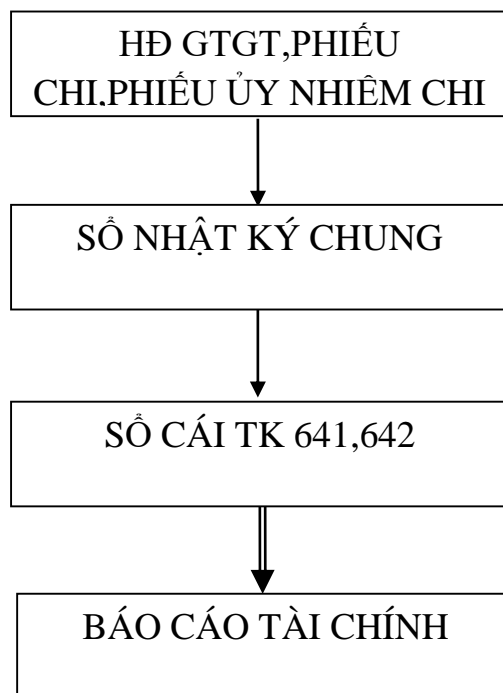 HĐ GTGT,PHIẾU
CHI,PHIẾU ỦY NHIÊM CHI
SỔ NHẬT KÝ CHUNG
SỔ CÁI TK 641,642
BÁO CÁO TÀI CHÍNH